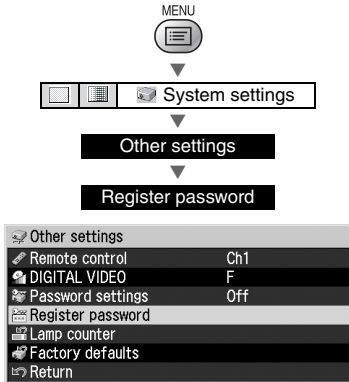 MENU
System settings
Other settings
Register password
Other settings
Remote control Ch1
DIGITAL VIDEO F
Password settings Off
Register password
Lamp counter
Factory defaults
Return